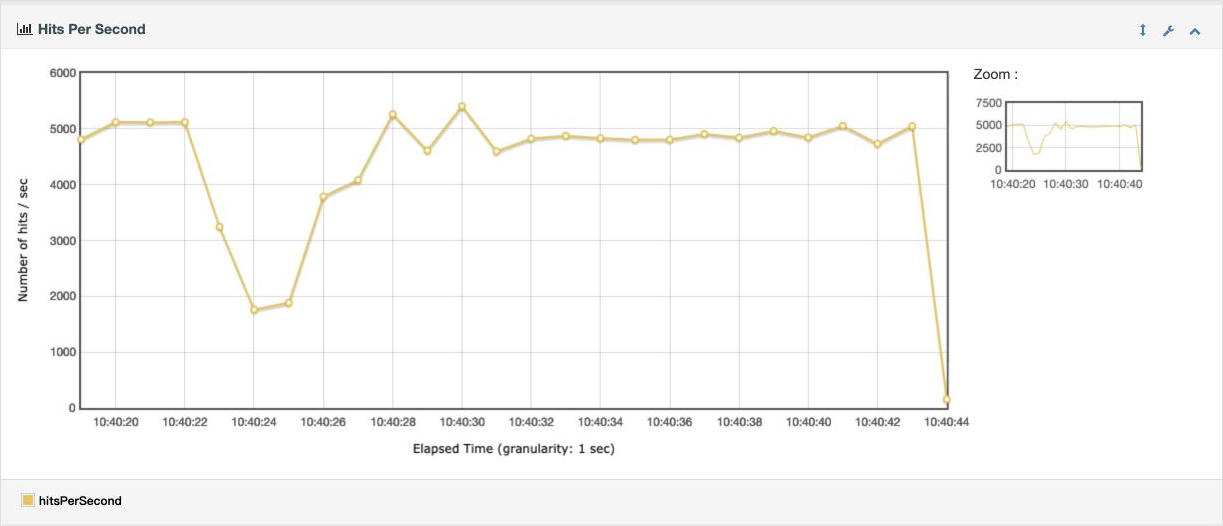 Hits Per Second
6000
5000
4000
3000
2000
1000
0
Number of hits / sec
10:40:20 10:40:22 10:40:24 10:40:26 10:40:28 10:40:30 10:40:32 10:40:34 10:40:36 10:40:38 10:40:40 10:40:42 10:40:44
Elapsed Time (granularity: 1 sec)
Zoom :
7500
5000
2500
0
10:40:20 10:40:30 10:40:40
hitsPerSecond